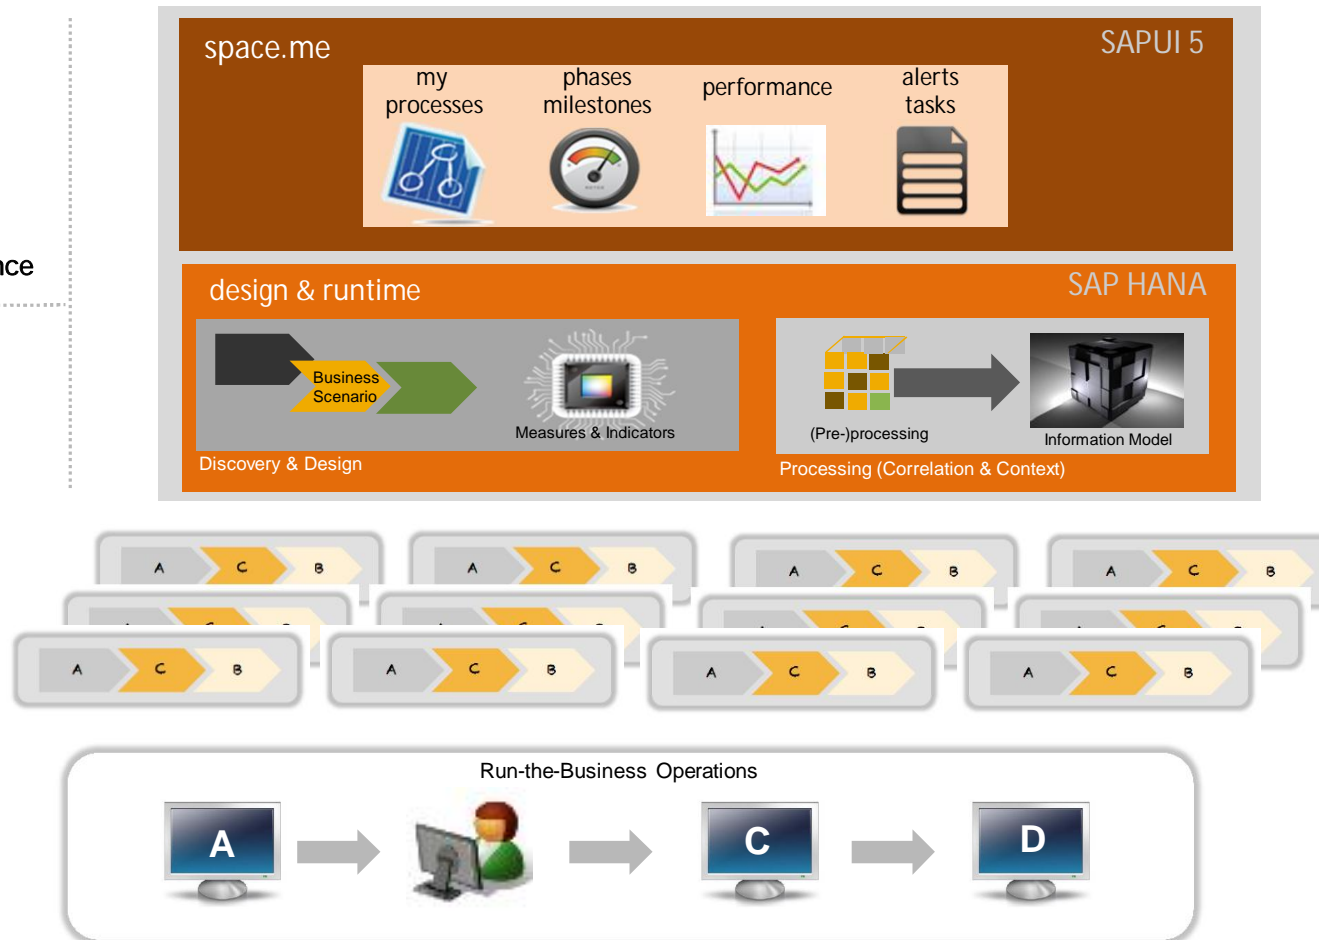 space.me
SAPUI 5
my
processes
phases
milestones
performance
alerts
tasks
nce
design & runtime
SAP HANA
Business
Scenario
Measures & Indicators
(Pre-)processing
Information Model
Discovery & Design
Processing (Correlation & Context)
A C B
A C B
A C B
A C B
A C B
A C B
A C B
A C B
Run-the-Business Operations
A
C
D